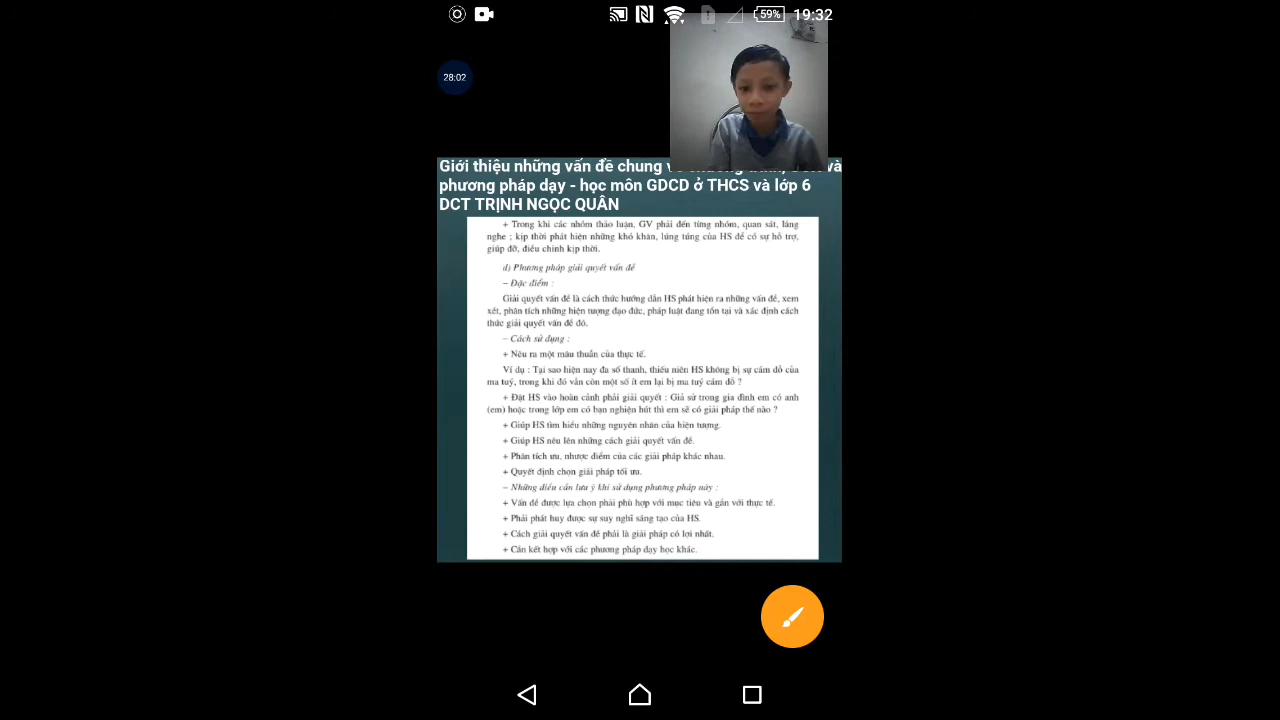 59%
19:32
28:02
Giới thiệu những vấn đề chung và
phương pháp dạy - học môn GDCD ở THCS và lớp 6
DCT TRỊNH NGỌC QUÂN
+ Trong khi các nhóm thảo luận, GV phải đến từng nhóm, quan sát, lắng
nghe ; kịp thời phát hiện những khó khăn, lúng túng của HS để có sự hỗ trợ,
giúp đỡ, điều chỉnh kịp thời.
d) Phương pháp giải quyết vấn đề
– Đặc điểm :
Giải quyết vấn đề là cách thức hướng dẫn HS phát hiện ra những vấn đề, xem
xét, phân tích những hiện tượng đạo đức, pháp luật đang tồn tại và xác định cách
thức giải quyết vấn đề đó.
– Cách sử dụng :
+ Nêu ra một mâu thuẫn của thực tế.
Ví dụ : Tại sao hiện nay đa số thanh, thiếu niên HS không bị sự cám dỗ của
ma tuý, trong khi đó vẫn còn một số ít em lại bị ma tuý cám dỗ ?
+ Đặt HS vào hoàn cảnh phải giải quyết : Giả sử trong gia đình em có anh
(em) hoặc trong lớp em có bạn nghiện hút thì em sẽ có giải pháp thế nào ?
+ Giúp HS tìm hiểu những nguyên nhân của hiện tượng.
+ Giúp HS nêu lên những cách giải quyết vấn đề.
+ Phân tích ưu, nhược điểm của các giải pháp khác nhau.
+ Quyết định chọn giải pháp tối ưu.
– Những điều cần lưu ý khi sử dụng phương pháp này :
+ Vấn đề được lựa chọn phải phù hợp với mục tiêu và gắn với thực tế.
+ Phải phát huy được sự suy nghĩ sáng tạo của HS.
+ Cách giải quyết vấn đề phải là giải pháp có lợi nhất.
+ Cần kết hợp với các phương pháp dạy học khác.